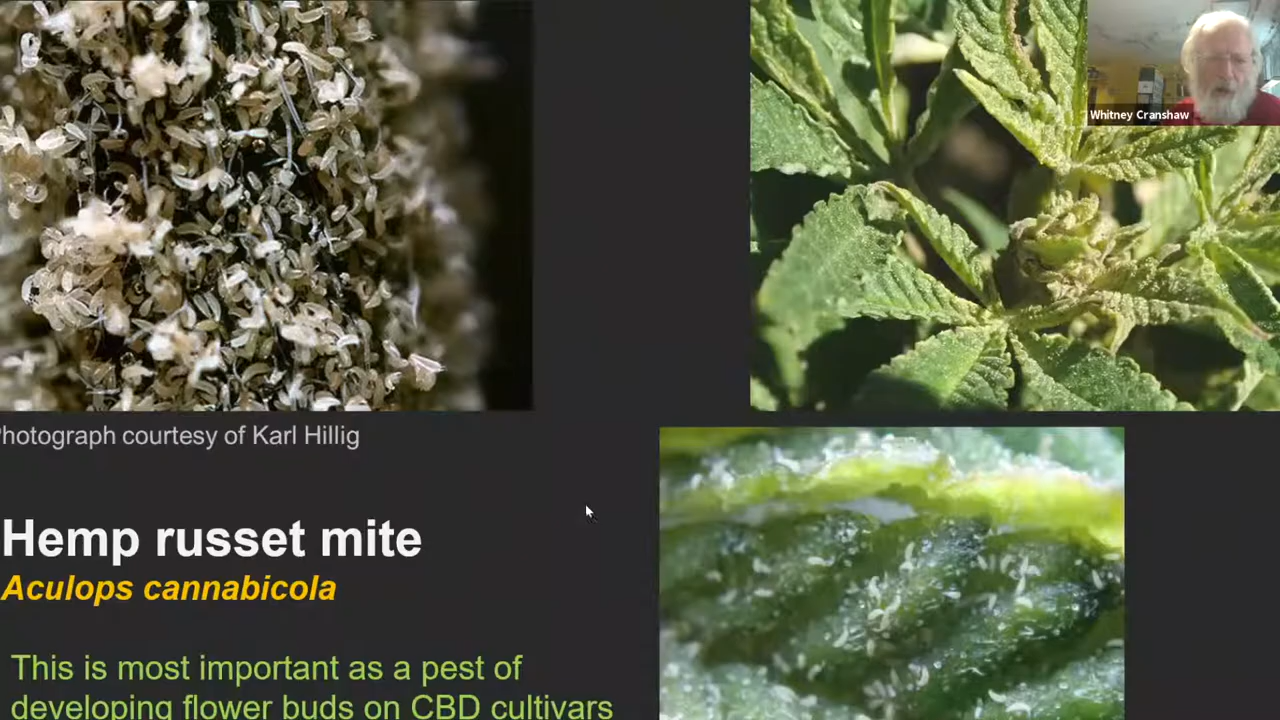 Whitney Cranshaw
Photograph courtesy of Karl Hillig
Hemp russet mite
Aculops cannabicola
This is most important as a pest of
developing flower buds on CBD cultivars